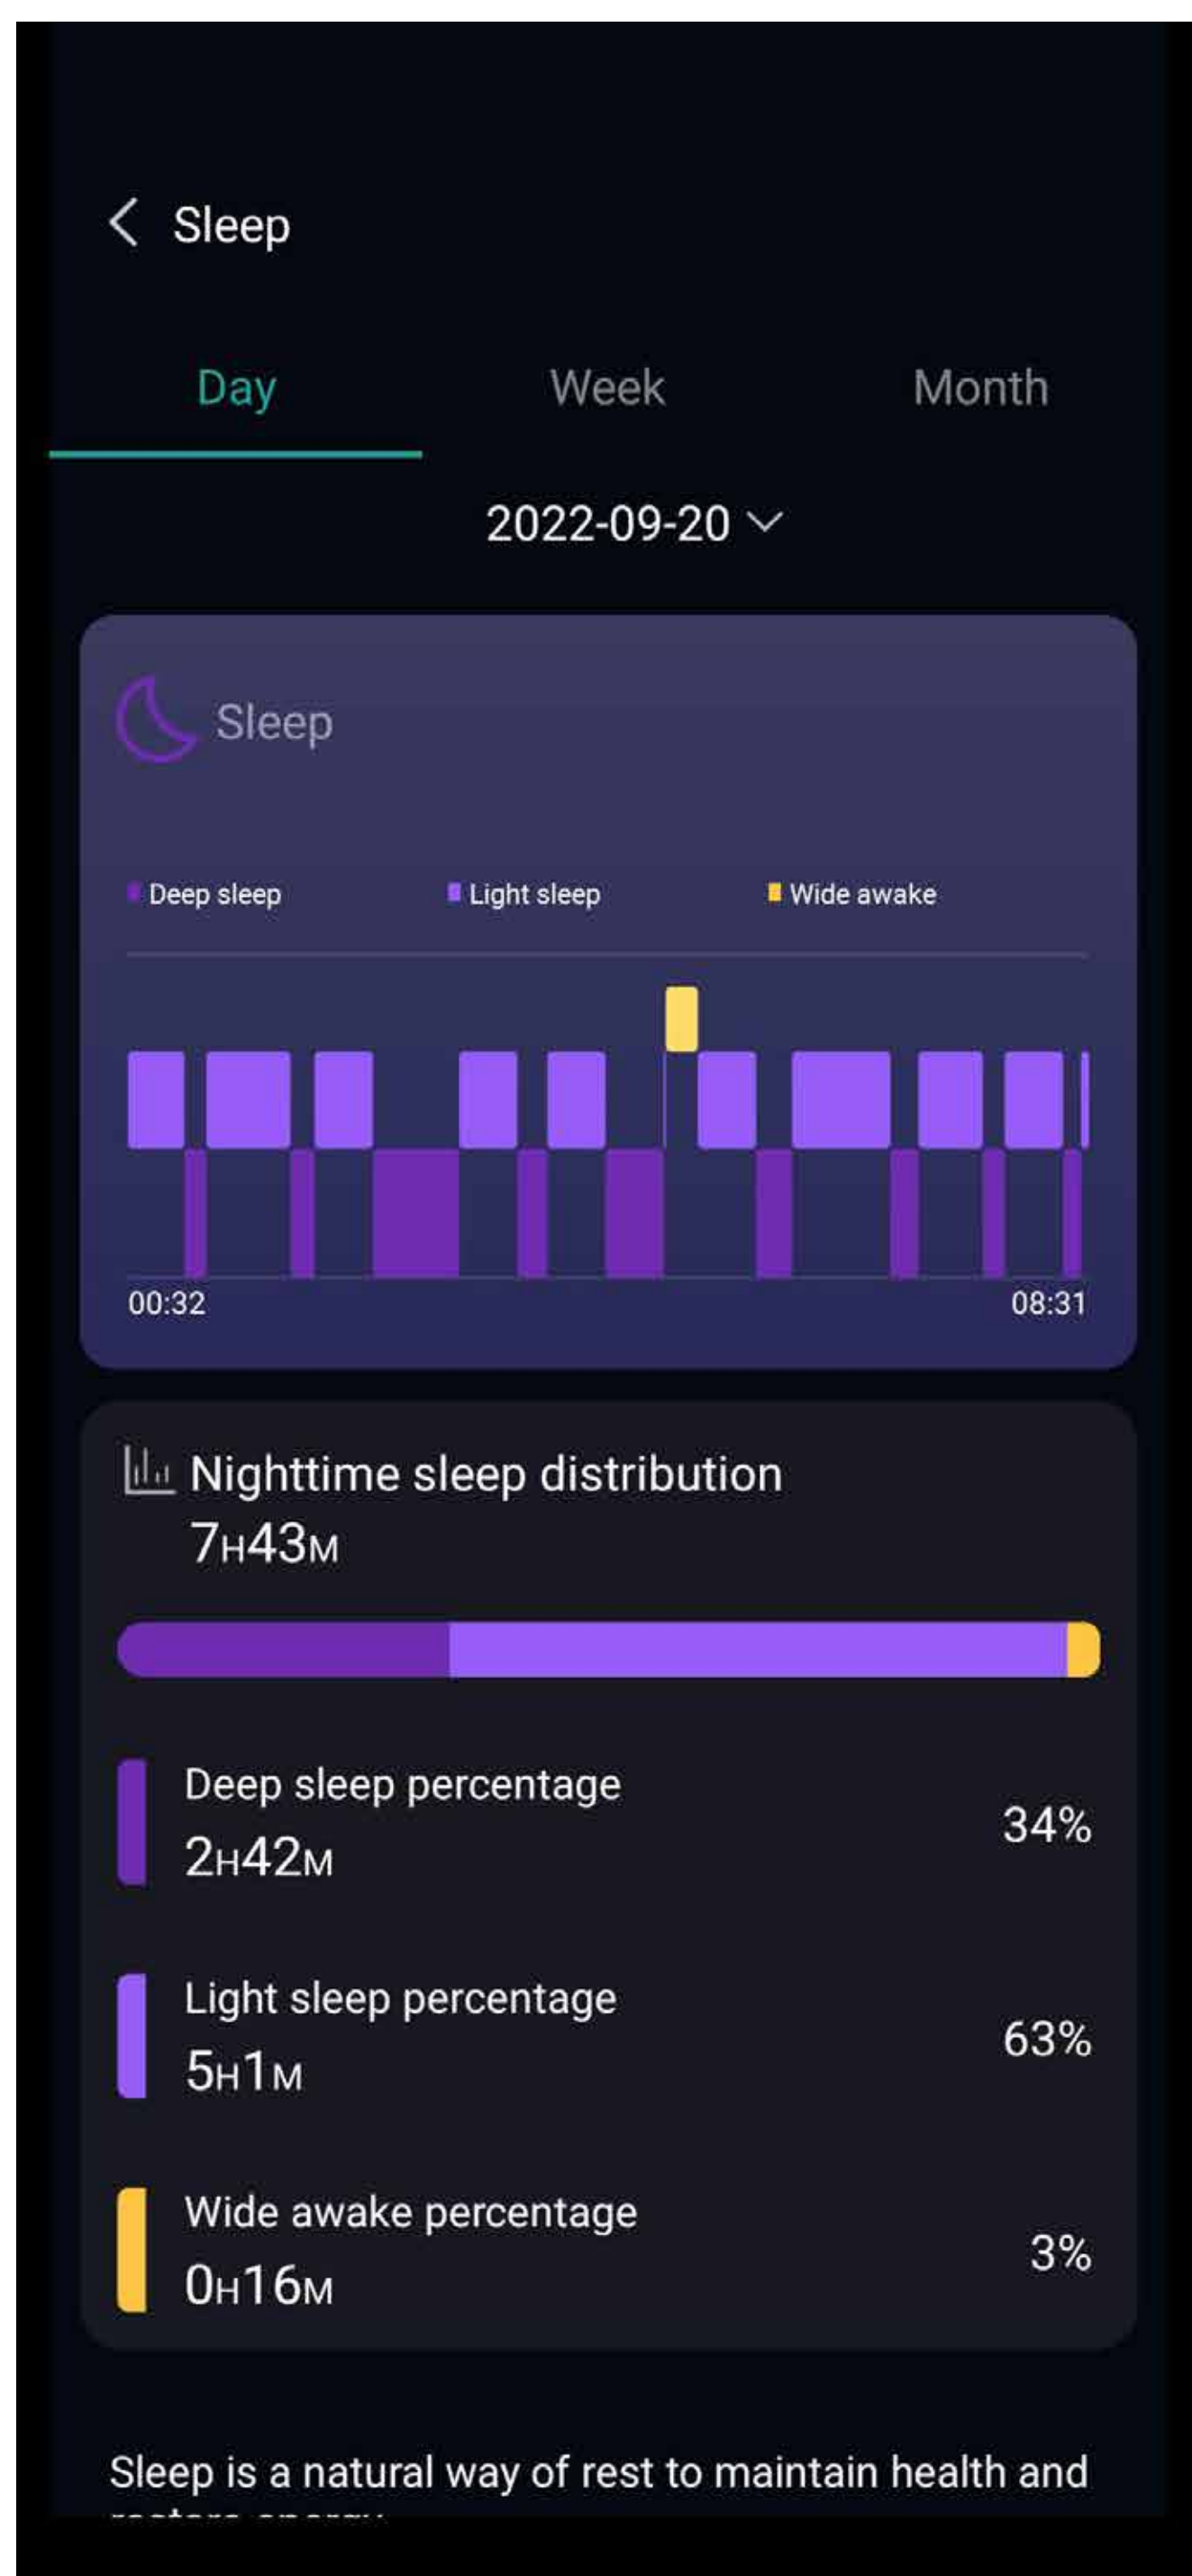 Sleep
Day Week Month
2022-09-20
Sleep
Deep sleep Light sleep Wide awake
00:32 08:31
Nighttime sleep distribution
7H43M
Deep sleep percentage
34%
2H42M
Light sleep percentage
63%
5H1M
Wide awake percentage
3%
0H16M
Sleep is a natural way of rest to maintain health and